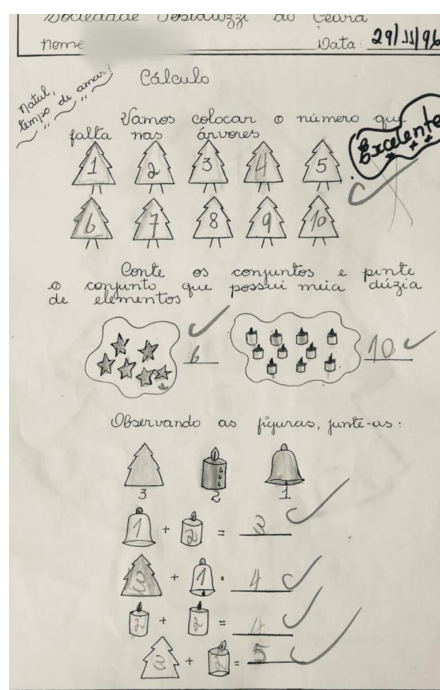 Sociedade Pestalozzi do Ceará
Nome
Data: 29/11/96
Natal,
tempo de amar!
Cálculo
Excelente
Vamos colocar o número que
falta nas árvores
1 2 3 4 5
6 7 8 9 10
Conte os conjuntos e pinte
o conjunto que possui meia dúzia
de elementos
6 10
Observando as figuras, junte-as:
3 2 1
1 + 2 = 3
3 + 1 = 4
2 + 2 = 4
3 + 2 = 5